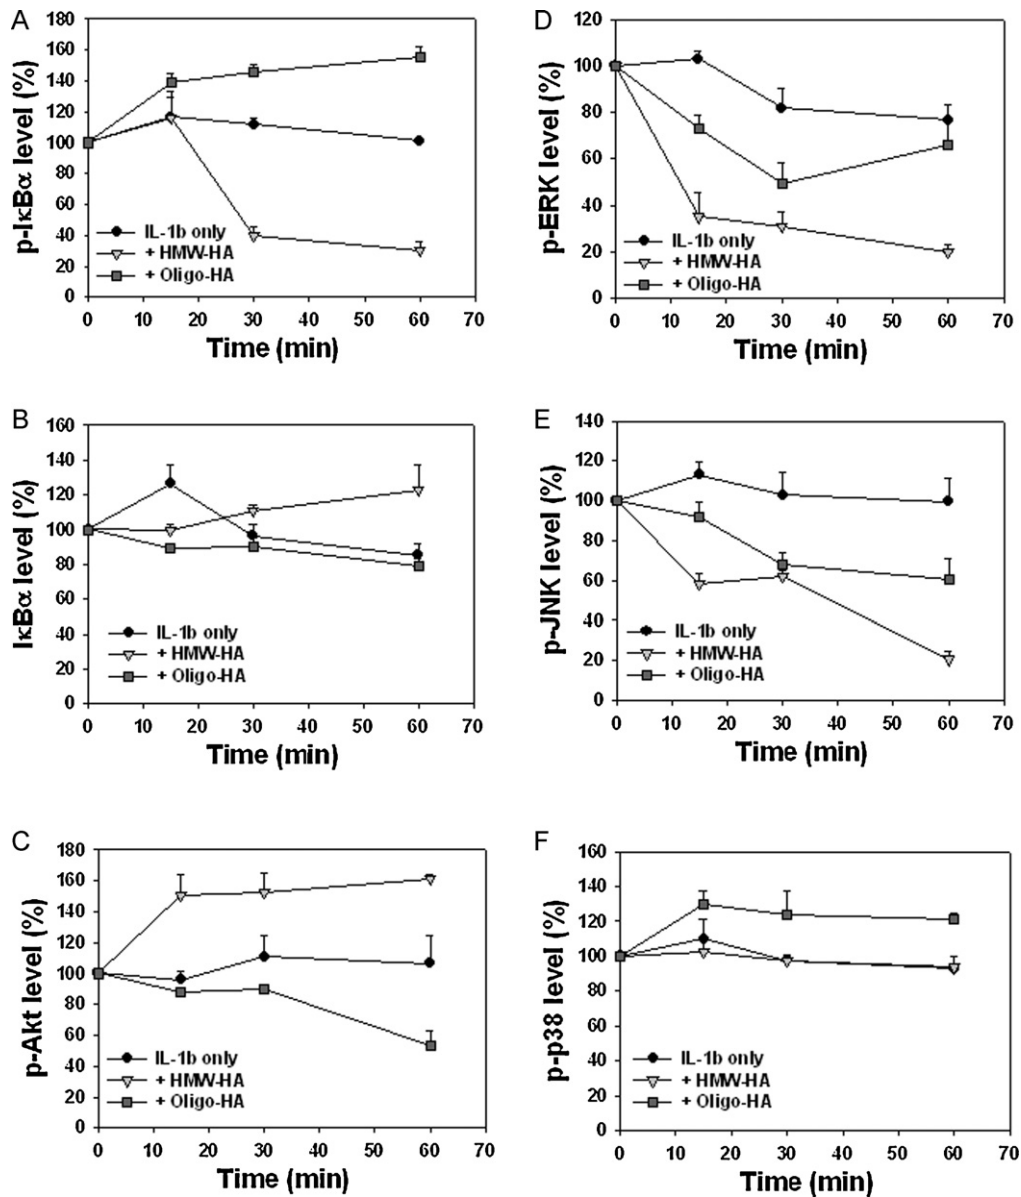 A
p-IκBα level (%)
180
160
140
120
100
80
60
40
20
0
IL-1b only
+ HMW-HA
+ Oligo-HA
0 10 20 30 40 50 60 70
Time (min)
B
IκBα level (%)
160
140
120
100
80
60
40
20
0
IL-1b only
+ HMW-HA
+ Oligo-HA
0 10 20 30 40 50 60 70
Time (min)
C
p-Akt level (%)
180
160
140
120
100
80
60
40
20
0
IL-1b only
+ HMW-HA
+ Oligo-HA
0 10 20 30 40 50 60 70
Time (min)
D
p-ERK level (%)
120
100
80
60
40
20
0
IL-1b only
+ HMW-HA
+ Oligo-HA
0 10 20 30 40 50 60 70
Time (min)
E
p-JNK level (%)
140
120
100
80
60
40
20
0
IL-1b only
+ HMW-HA
+ Oligo-HA
0 10 20 30 40 50 60 70
Time (min)
F
p-p38 level (%)
160
140
120
100
80
60
40
20
0
IL-1b only
+ HMW-HA
+ Oligo-HA
0 10 20 30 40 50 60 70
Time (min)